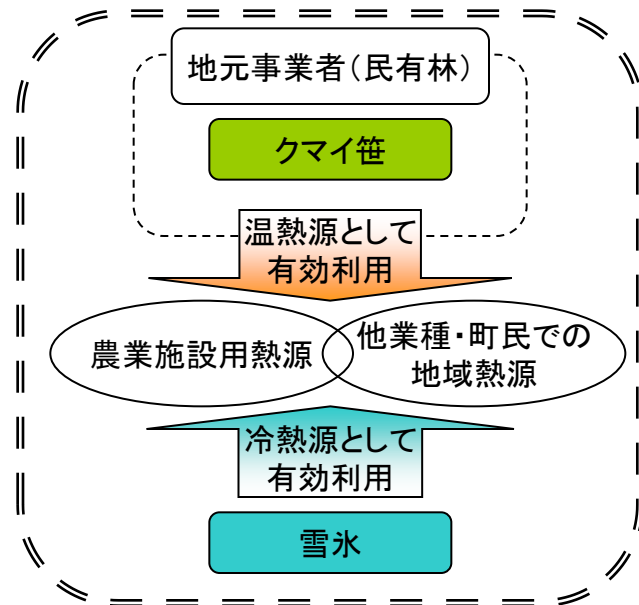 地元事業者（民有林）
クマイ笹
温熱源として
有効利用
農業施設用熱源
他業種・町民での
地域熱源
冷熱源として
有効利用
雪氷